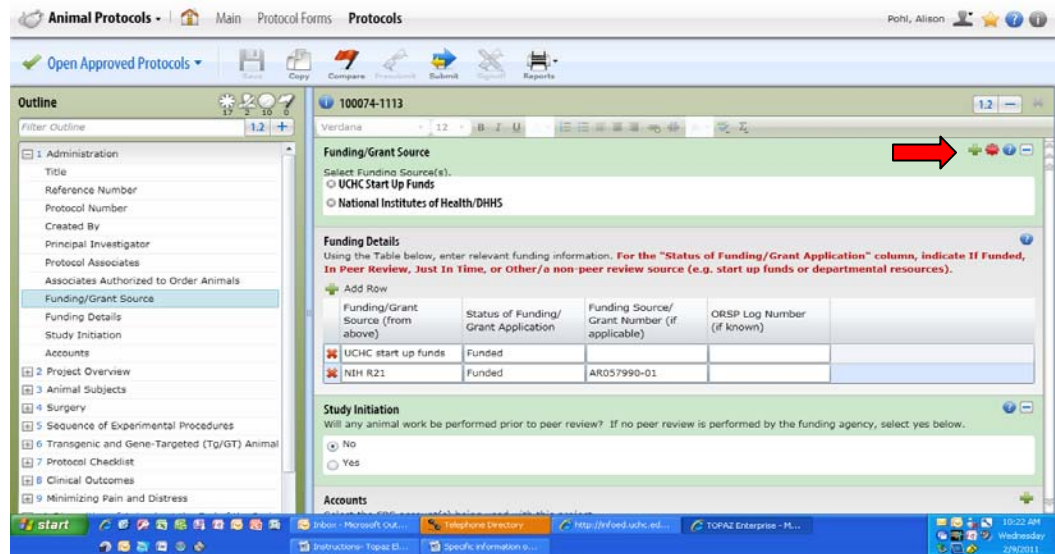 Animal Protocols
Main Protocol Forms Protocols
Pohl, Alison
Open Approved Protocols
Save Copy Compare Presubmit Submit Signoff Reports
Outline
17 2 10 0
Filter Outline
1.2
100074-1113
1.2
Verdana 12 B I U
1 Administration
Title
Reference Number
Protocol Number
Created By
Principal Investigator
Protocol Associates
Associates Authorized to Order Animals
Funding/Grant Source
Funding Details
Study Initiation
Accounts
2 Project Overview
3 Animal Subjects
4 Surgery
5 Sequence of Experimental Procedures
6 Transgenic and Gene-Targeted (Tg/GT) Animal
7 Protocol Checklist
8 Clinical Outcomes
9 Minimizing Pain and Distress
Funding/Grant Source
Select Funding Source(s).
UCHC Start Up Funds
National Institutes of Health/DHHS
Funding Details
Using the Table below, enter relevant funding information. For the "Status of Funding/Grant Application" column, indicate If Funded,
In Peer Review, Just In Time, or Other/a non-peer review source (e.g. start up funds or departmental resources).
Add Row
Funding/Grant Source (from above)
Status of Funding/ Grant Application
Funding Source/ Grant Number (if applicable)
ORSP Log Number (if known)
UCHC start up funds Funded
NIH R21 Funded AR057990-01
Study Initiation
Will any animal work be performed prior to peer review? If no peer review is performed by the funding agency, select yes below.
No
Yes
Accounts
start
Inbox - Microsoft Out...
Telephone Directory
http://infoed.uchc.ed...
TOPAZ Enterprise - M...
Instructions- Topaz El...
Specific information o...
10:22 AM
Wednesday
2/9/2011